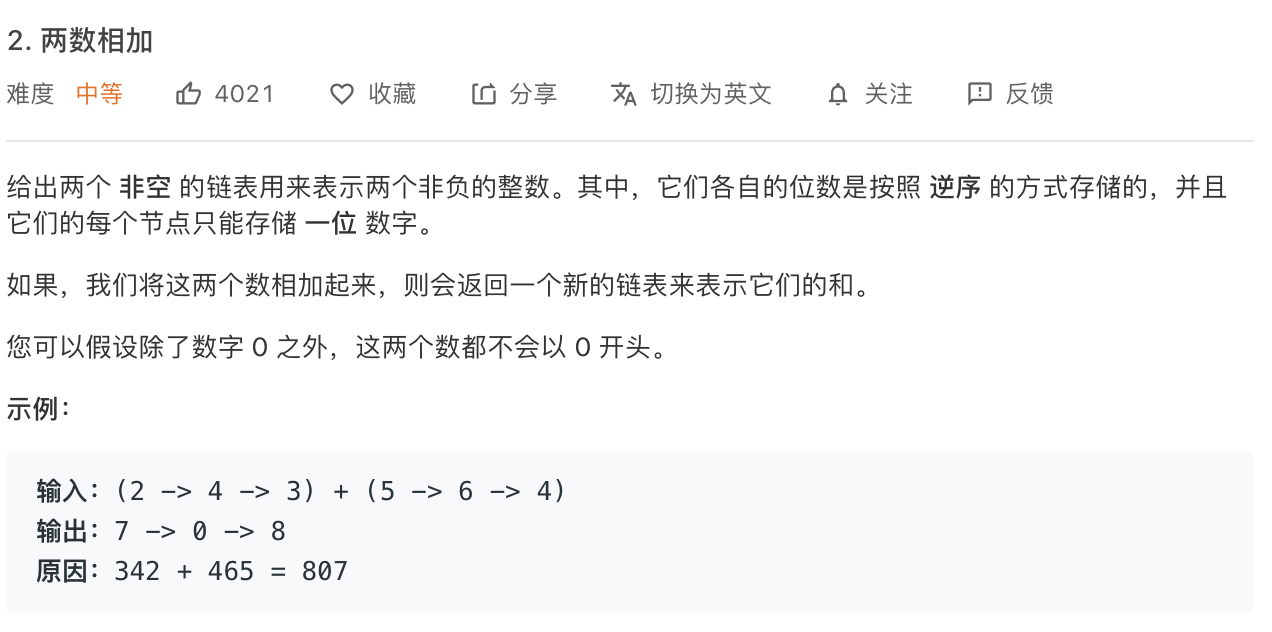 2. 两数相加
难度 中等 4021 收藏 分享 切换为英文 关注 反馈
给出两个 非空 的链表用来表示两个非负的整数。其中，它们各自的位数是按照 逆序 的方式存储的，并且
它们的每个节点只能存储 一位 数字。
如果，我们将这两个数相加起来，则会返回一个新的链表来表示它们的和。
您可以假设除了数字 0 之外，这两个数都不会以 0 开头。
示例：
输入：(2 -> 4 -> 3) + (5 -> 6 -> 4)
输出：7 -> 0 -> 8
原因：342 + 465 = 807